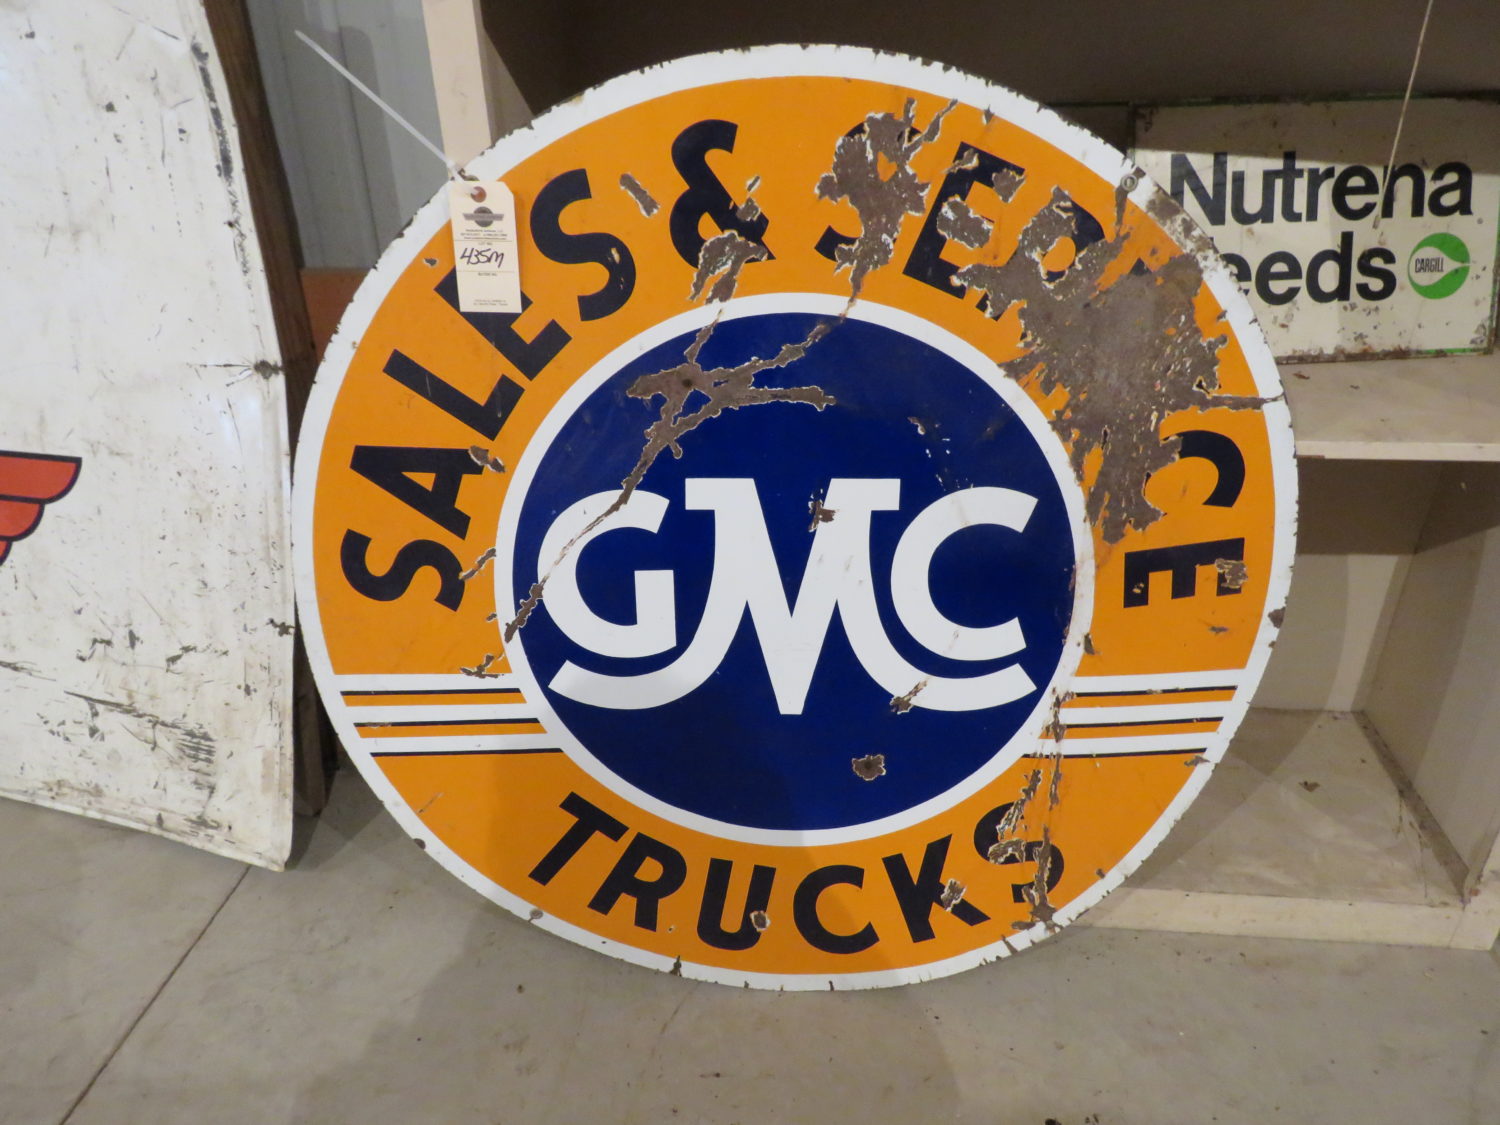 SALES & SERVICE
GMC
TRUCKS
435M
Nutrena
eeds
CARGILL